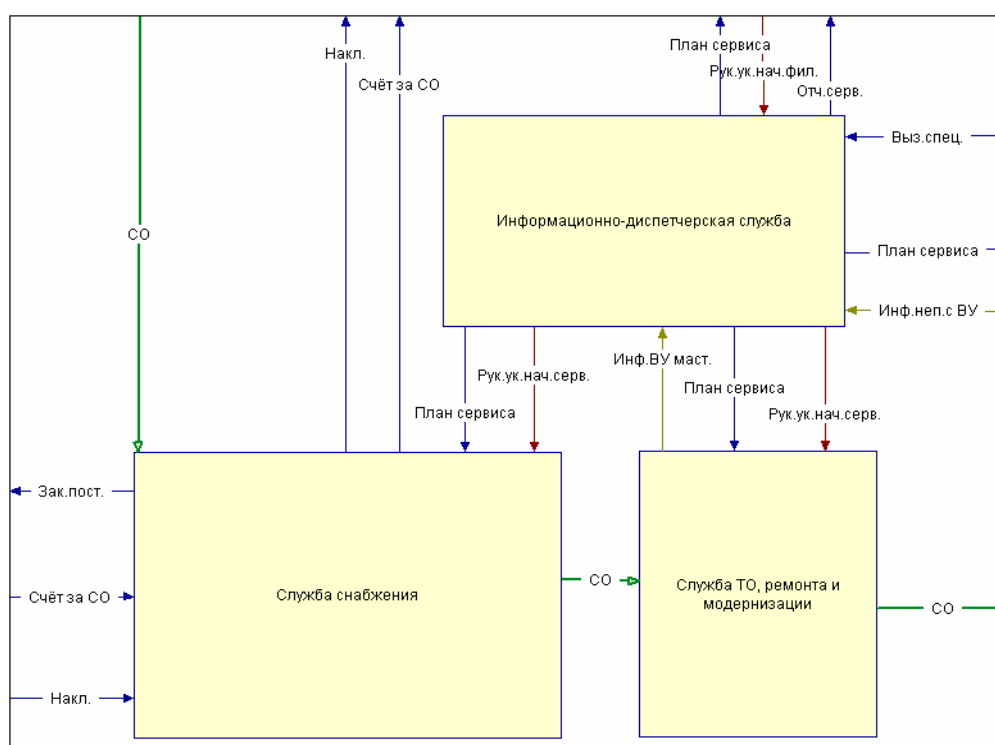 Накл.
План сервиса
Рук.ук.нач.фил.
Счёт за СО
Отч.серв.
Выз.спец.
Информационно-диспетчерская служба
СО
План сервиса
Инф.неп.с ВУ
Инф.ВУ маст.
Рук.ук.нач.серв.
План сервиса
План сервиса
Рук.ук.нач.серв.
Зак.пост.
СО
Служба ТО, ремонта и
модернизации
Служба снабжения
Счёт за СО
СО
Накл.